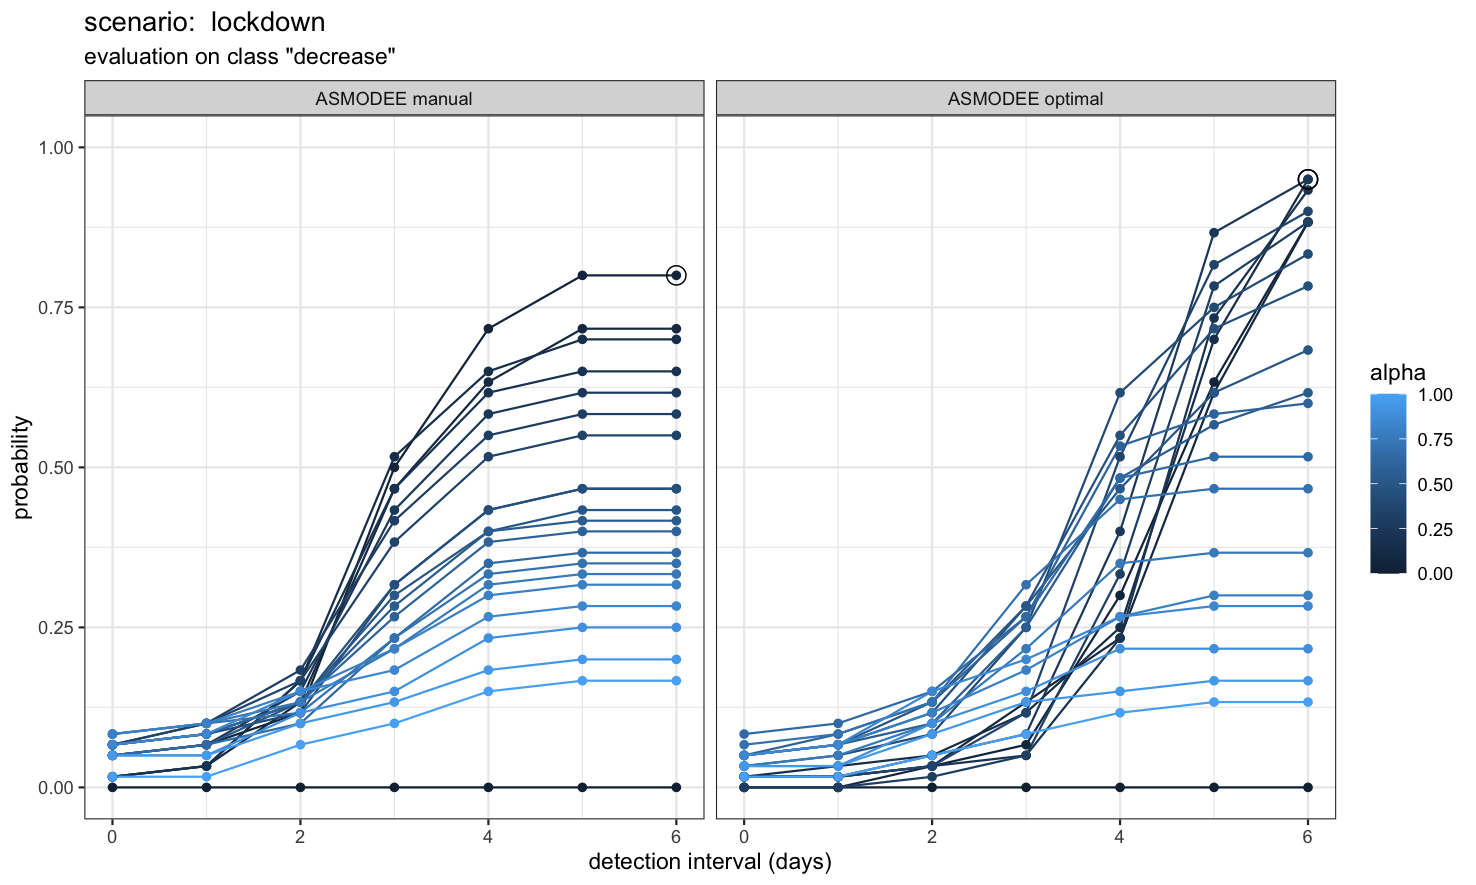 scenario:  lockdown
evaluation on class "decrease"
ASMODEE manual
ASMODEE optimal
probability
1.00
0.75
0.50
0.25
0.00
0 2 4 6
0 2 4 6
detection interval (days)
alpha
1.00
0.75
0.50
0.25
0.00